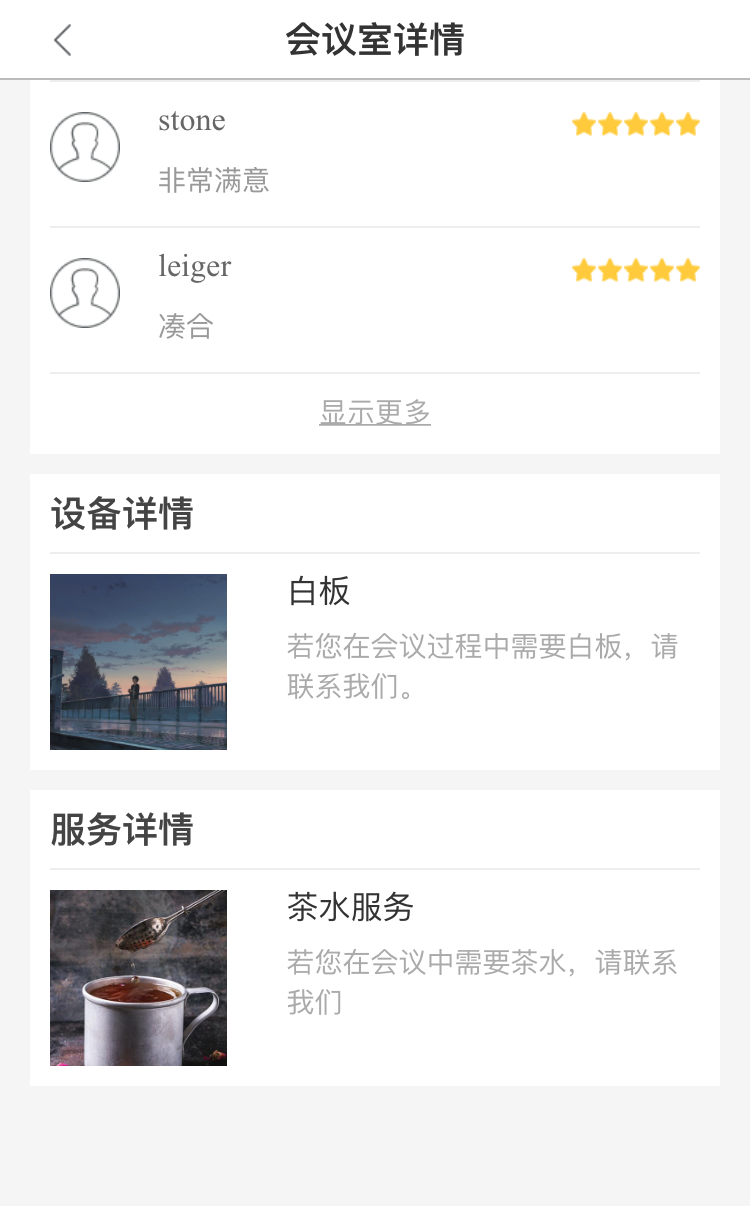 会议室详情
stone
非常满意
leiger
凑合
显示更多
设备详情
白板
若您在会议过程中需要白板，请
联系我们。
服务详情
茶水服务
若您在会议中需要茶水，请联系
我们